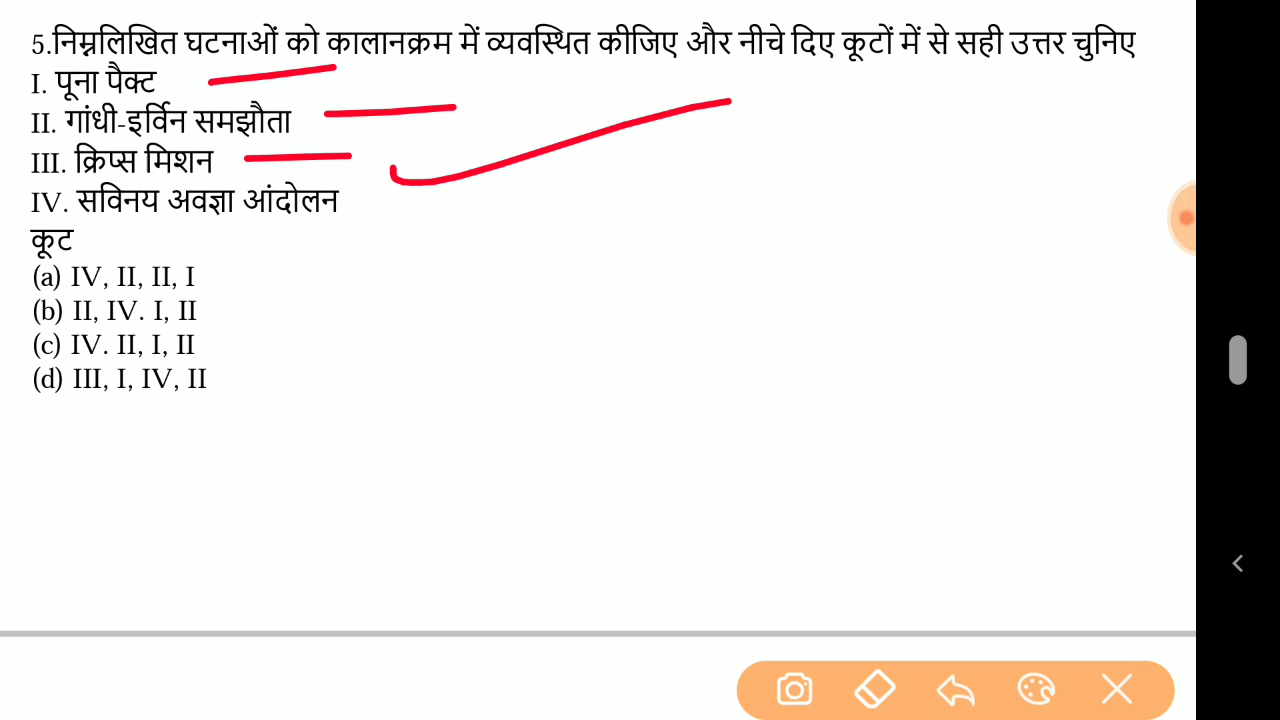 5.निम्नलिखित घटनाओं को कालानक्रम में व्यवस्थित कीजिए और नीचे दिए कूटों में से सही उत्तर चुनिए
I. पूना पैक्ट
II. गांधी-इर्विन समझौता
III. क्रिप्स मिशन
IV. सविनय अवज्ञा आंदोलन
कूट
(a) IV, II, II, I
(b) II, IV. I, II
(c) IV. II, I, II
(d) III, I, IV, II